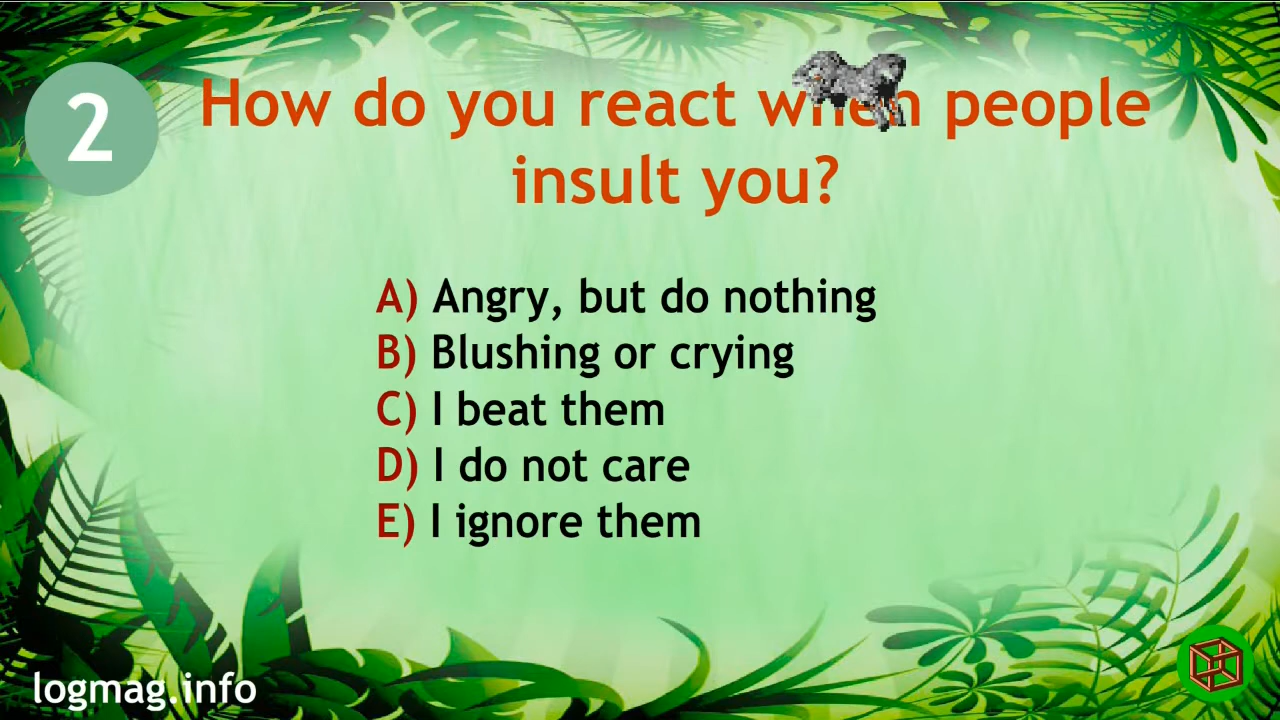 2
How do you react when people
insult you?
A) Angry, but do nothing
B) Blushing or crying
C) I beat them
D) I do not care
E) I ignore them
logmag.info